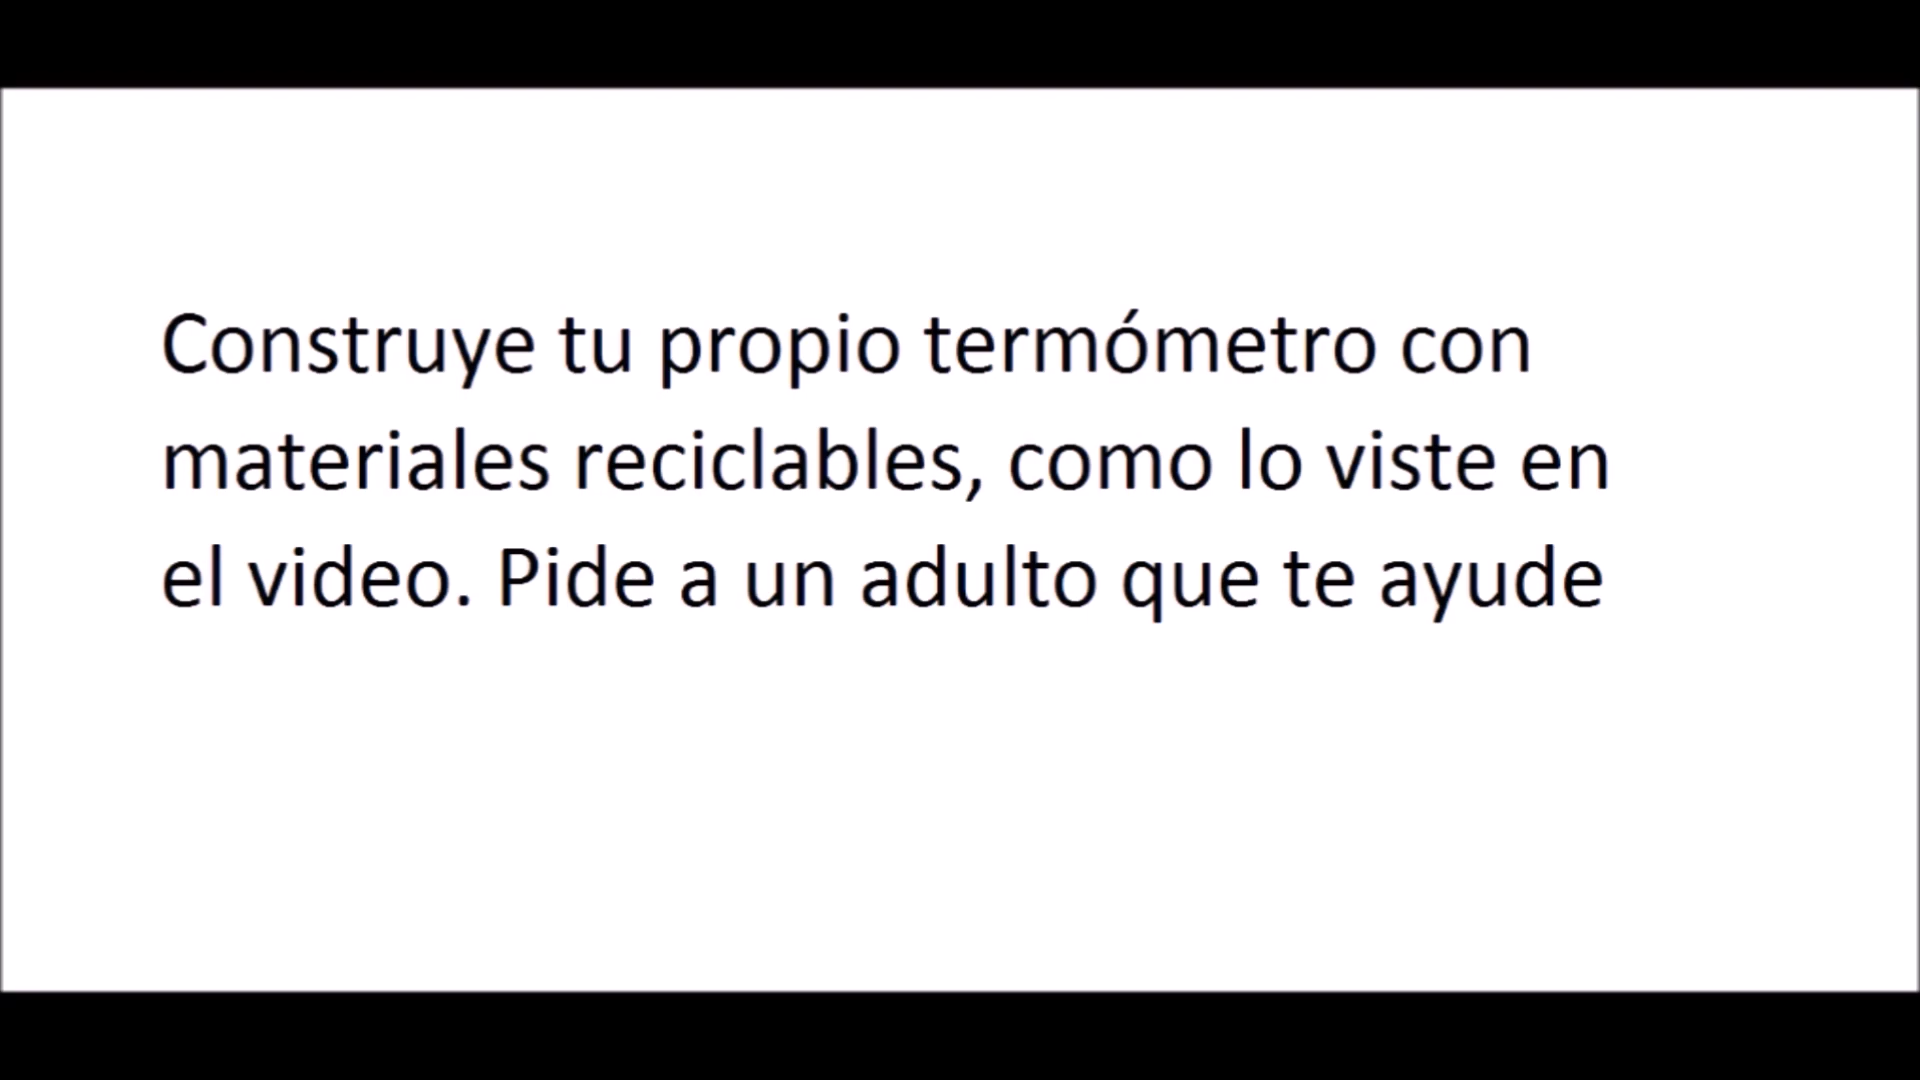 Construye tu propio termómetro con
materiales reciclables, como lo viste en
el video. Pide a un adulto que te ayude